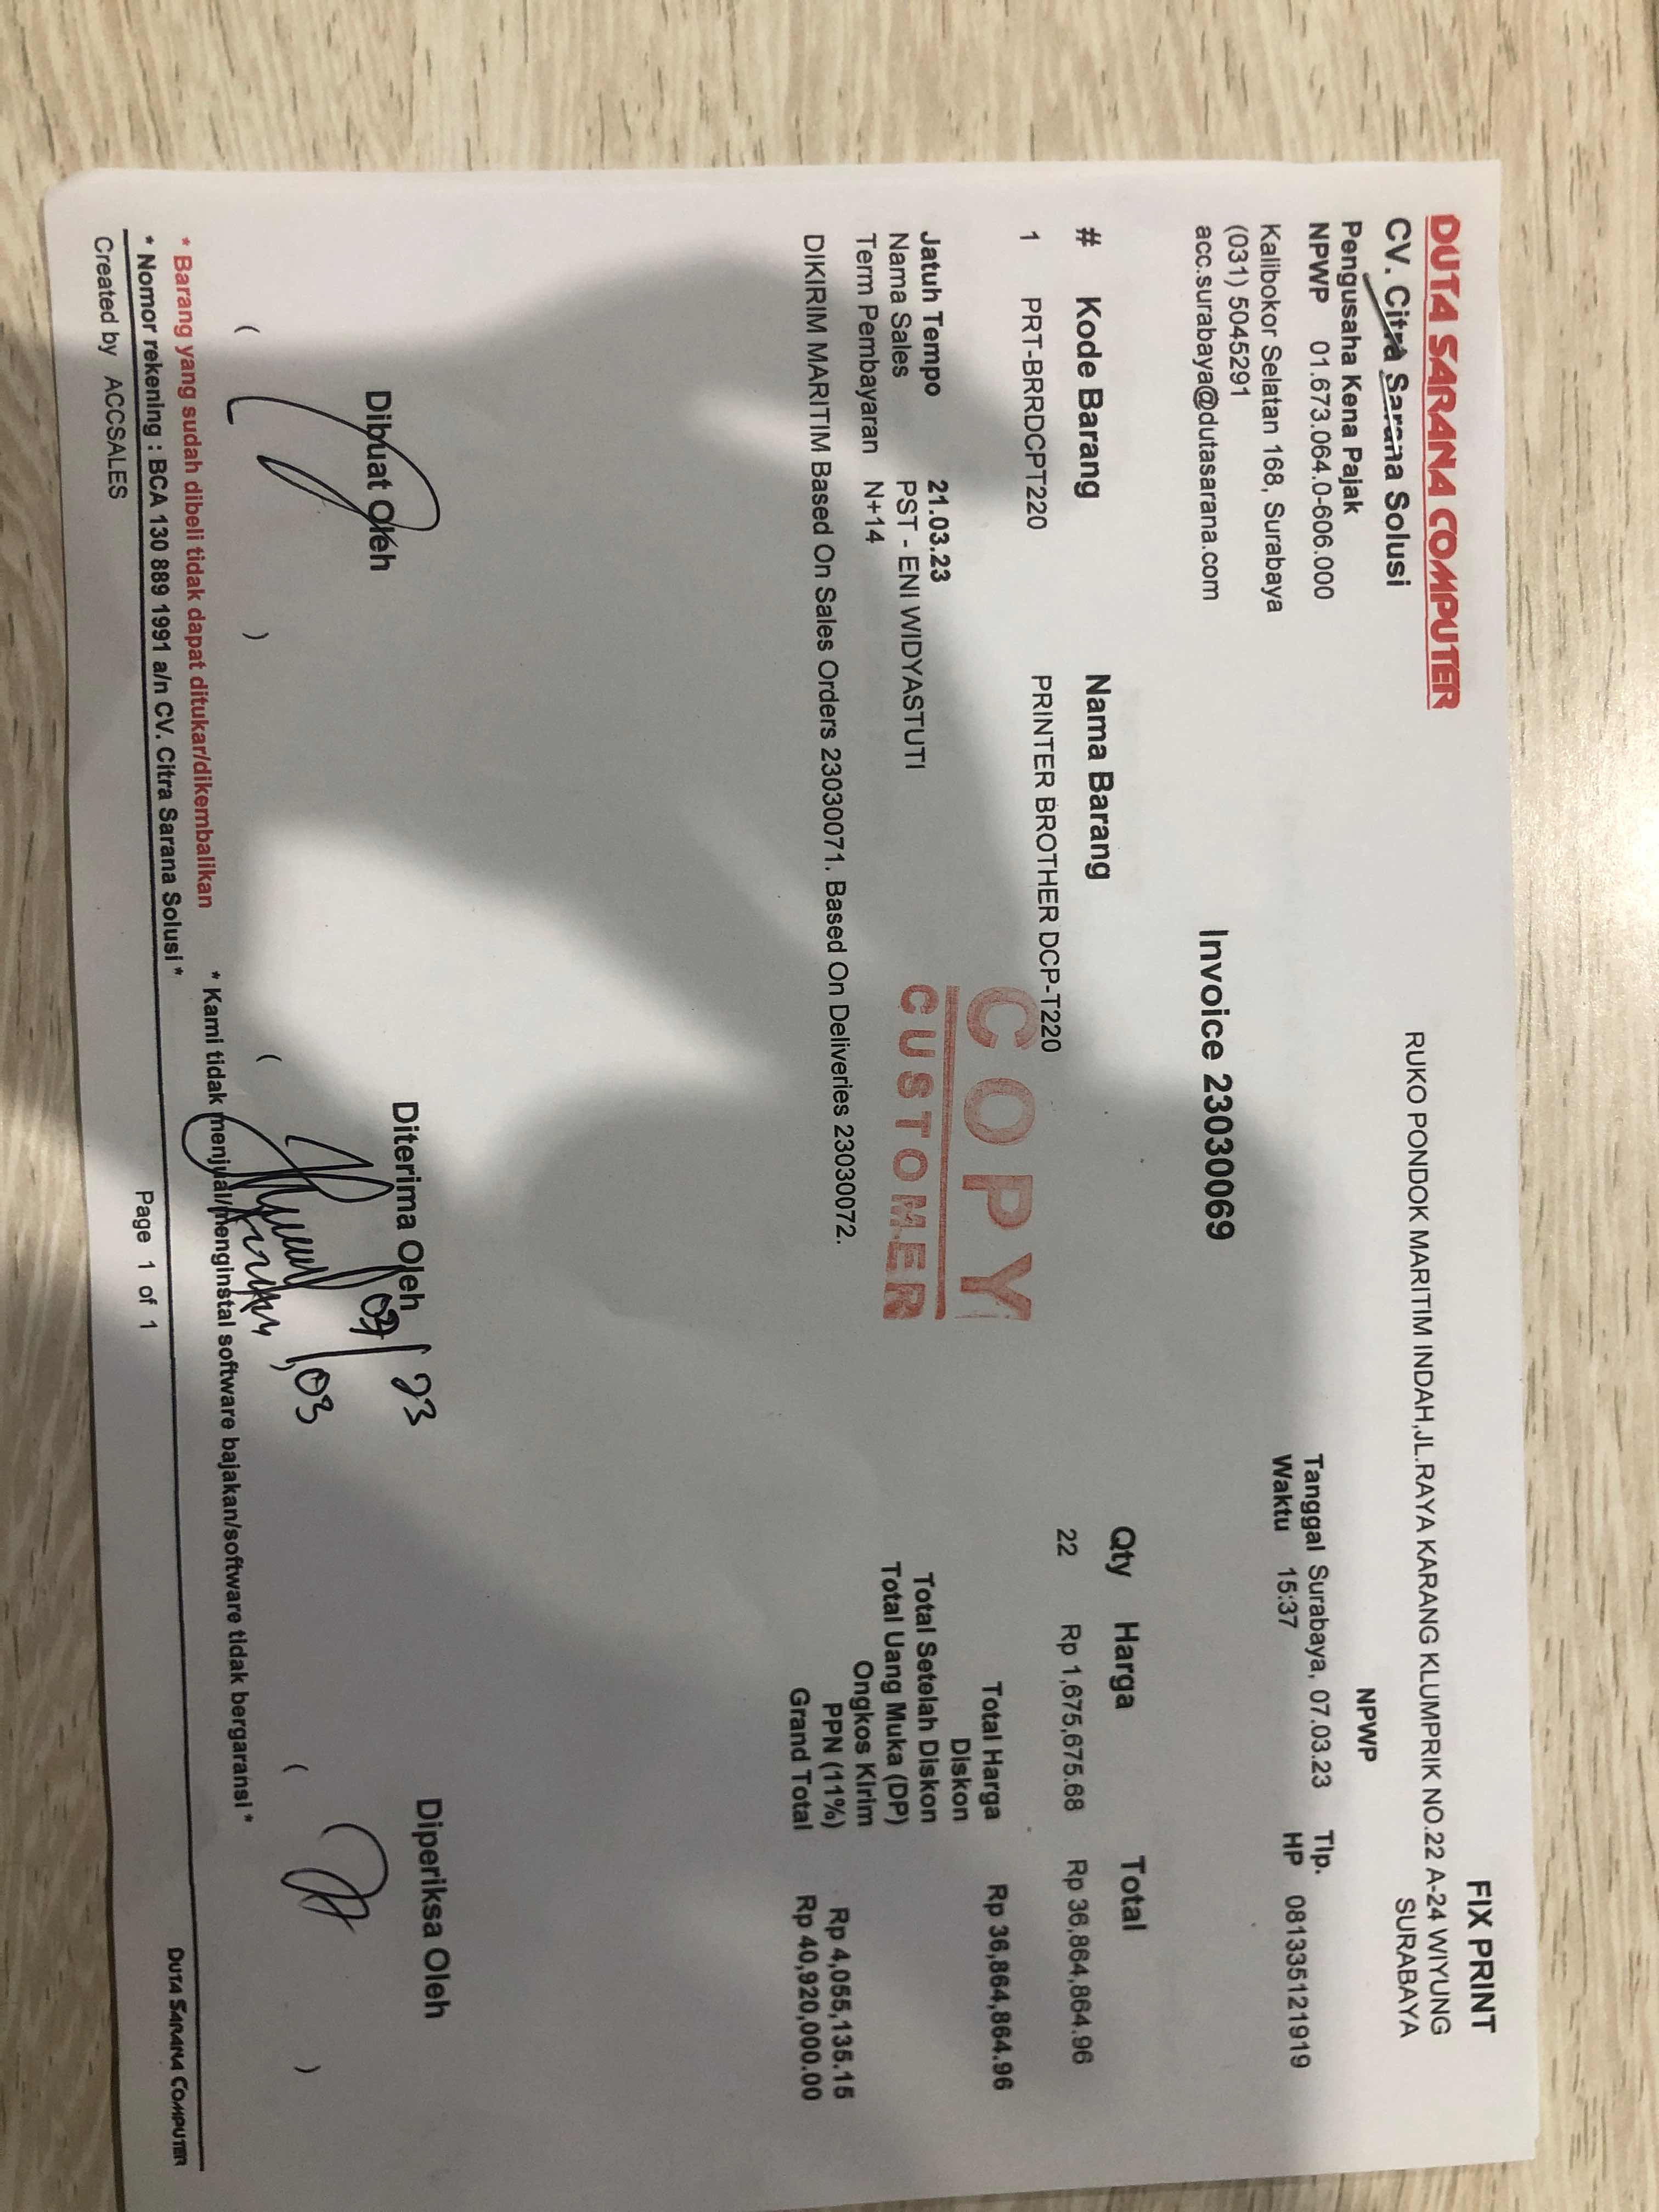 DUTA SARANA COMPUTER
CV. Citra Sarana Solusi
Pengusaha Kena Pajak
NPWP 01.673.064.0-606.000
Kalibokor Selatan 168, Surabaya
(031) 5045291
acc.surabaya@dutasarana.com
FIX PRINT
RUKO PONDOK MARITIM INDAH,JL.RAYA KARANG KLUMPRIK NO.22 A-24 WIYUNG
SURABAYA
NPWP
Tanggal Surabaya, 07.03.23 Tlp.
Waktu 15:37 HP 081335121919
Invoice 23030069
# Kode Barang Nama Barang Qty Harga Total
1 PRT-BRRDCPT220 PRINTER BROTHER DCP-T220 22 Rp 1,675,675.68 Rp 36,864,864.96
COPY
CUSTOMER
Jatuh Tempo 21.03.23
Nama Sales PST - ENI WIDYASTUTI
Term Pembayaran N+14
DIKIRIM MARITIM Based On Sales Orders 23030071. Based On Deliveries 23030072.
Total Harga Rp 36,864,864.96
Diskon
Total Setelah Diskon
Total Uang Muka (DP)
Ongkos Kirim
PPN (11%) Rp 4,055,135.15
Grand Total Rp 40,920,000.00
Dibuat Oleh Diterima Oleh Diperiksa Oleh
23
03
( ) ( ( )
* Barang yang sudah dibeli tidak dapat ditukar/dikembalikan * Kami tidak menjual/menginstal software bajakan/software tidak bergaransi *
* Nomor rekening : BCA 130 889 1991 a/n CV. Citra Sarana Solusi *
Created by ACCSALES Page 1 of 1 DUTA SARANA COMPUTER